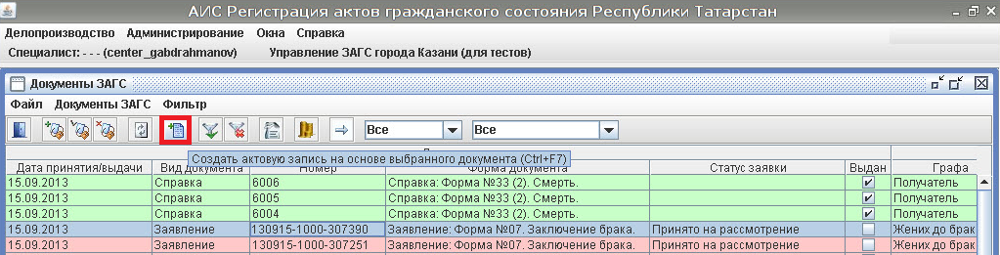 АИС Регистрация актов гражданского состояния Республики Татарстан
Делопроизводство Администрирование Окна Справка
Специалист: - - - (center_gabdrahmanov) Управление ЗАГС города Казани (для тестов)
Документы ЗАГС
Файл Документы ЗАГС Фильтр
Все Все
Создать актовую запись на основе выбранного документа (Ctrl+F7)
Дата принятия/выдачи Вид документа Номер Форма документа Статус заявки Выдан Графа
15.09.2013 Справка 6006 Справка: Форма №33 (2). Смерть. Получатель
15.09.2013 Справка 6005 Справка: Форма №33 (2). Смерть. Получатель
15.09.2013 Справка 6004 Справка: Форма №33 (2). Смерть. Получатель
15.09.2013 Заявление 130915-1000-307390 Заявление: Форма №07. Заключение брака. Принято на рассмотрение Жених до брак
15.09.2013 Заявление 130915-1000-307251 Заявление: Форма №07. Заключение брака. Принято на рассмотрение Жених до брак